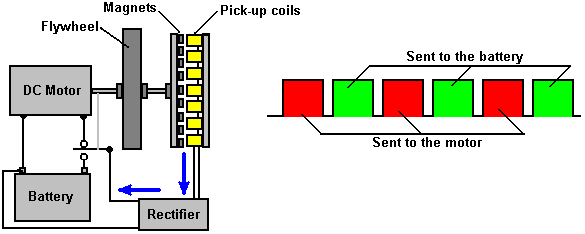 Magnets
Pick-up coils
Flywheel
DC Motor
Battery
Rectifier
Sent to the battery
Sent to the motor